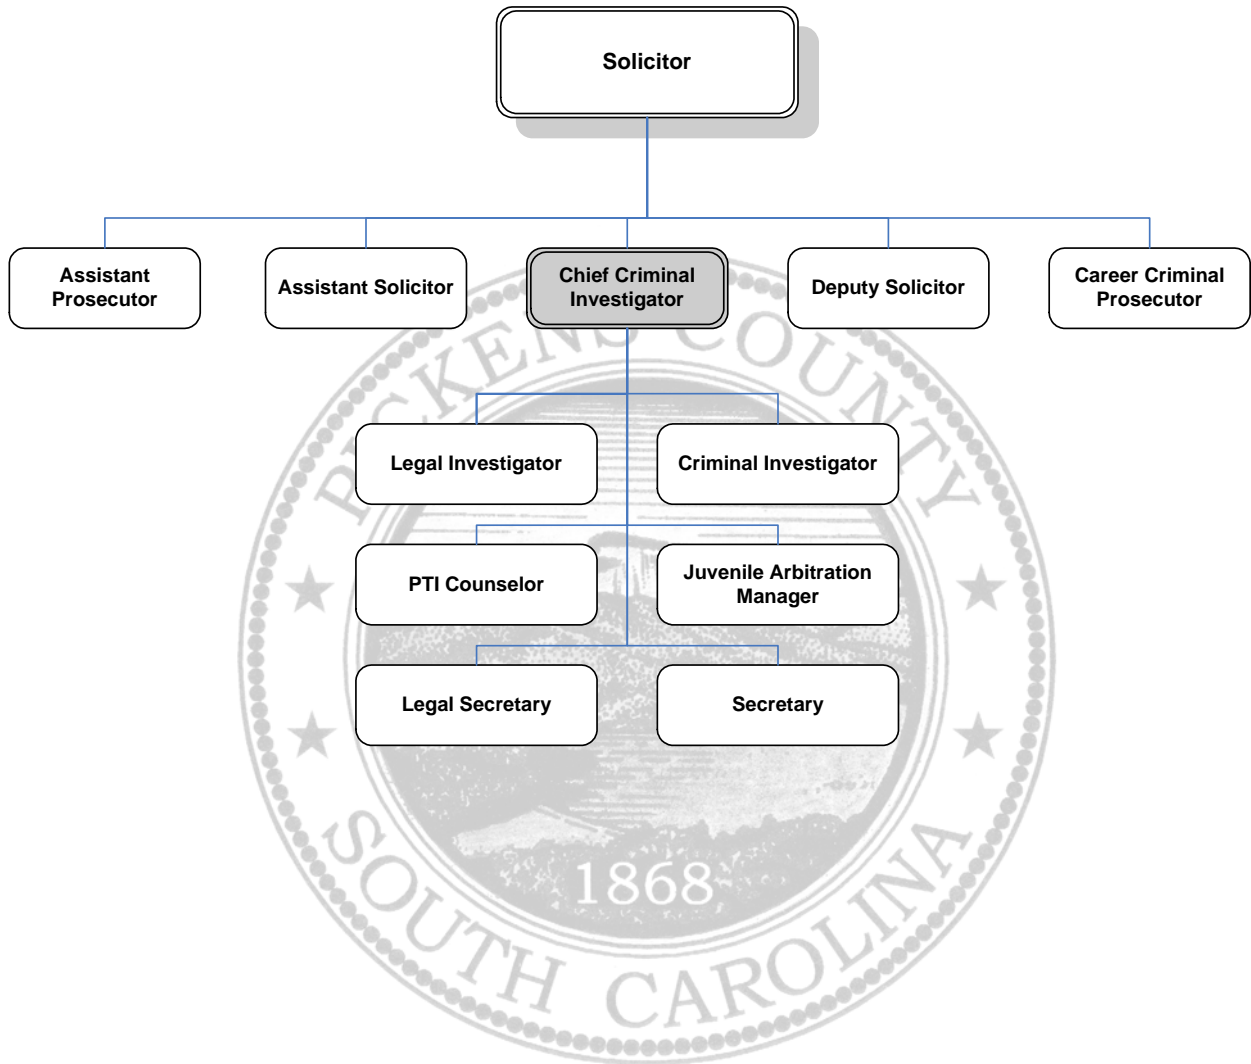 Solicitor
Assistant
Prosecutor
Assistant Solicitor
Chief Criminal
Investigator
Deputy Solicitor
Career Criminal
Prosecutor
PICKENS COUNTY
Legal Investigator
Criminal Investigator
PTI Counselor
Juvenile Arbitration
Manager
Legal Secretary
Secretary
1868
SOUTH CAROLINA